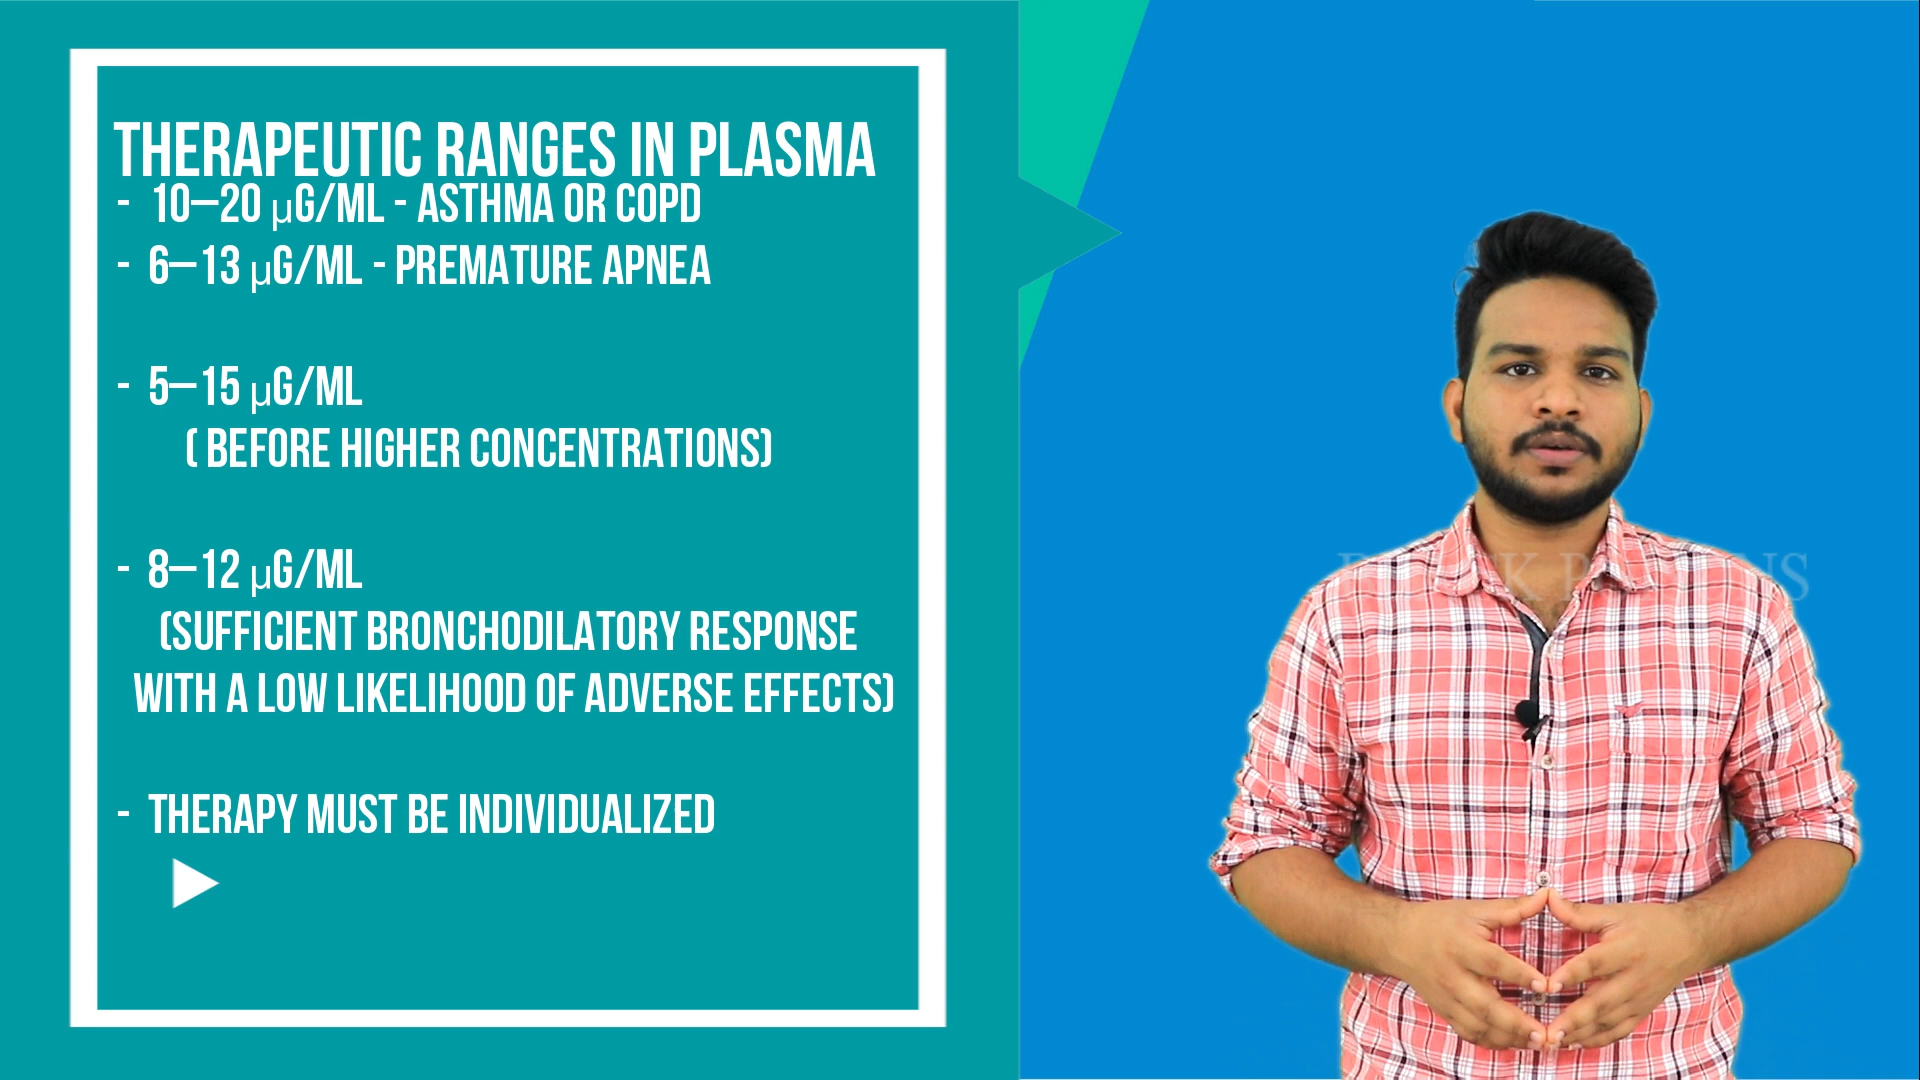 THERAPEUTIC RANGES IN PLASMA
- 10–20 µG/ML - ASTHMA OR COPD
- 6–13 µG/ML - PREMATURE APNEA
- 5–15 µG/ML
( BEFORE HIGHER CONCENTRATIONS)
- 8–12 µG/ML
(SUFFICIENT BRONCHODILATORY RESPONSE
WITH A LOW LIKELIHOOD OF ADVERSE EFFECTS)
- THERAPY MUST BE INDIVIDUALIZED